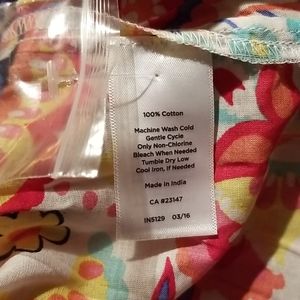 100% Cotton
Machine Wash Cold
Gentle Cycle
Only Non-Chlorine
Bleach When Needed
Tumble Dry Low
Cool Iron, If Needed
Made in India
CA #23147
IN5129 03/16